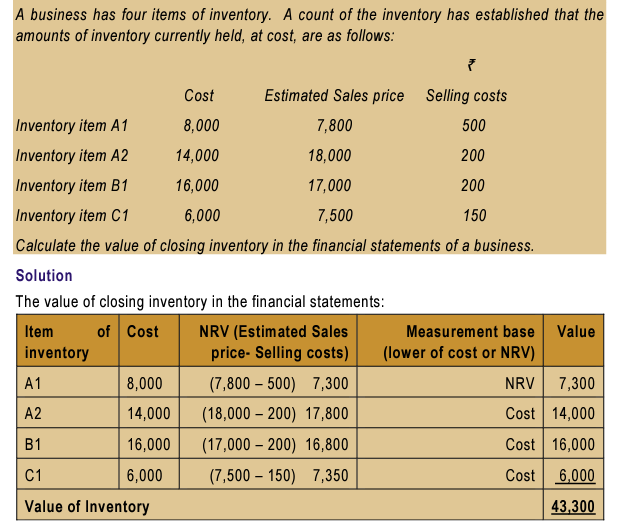 A business has four items of inventory. A count of the inventory has established that the
amounts of inventory currently held, at cost, are as follows:
₹
Cost Estimated Sales price Selling costs
Inventory item A1 8,000 7,800 500
Inventory item A2 14,000 18,000 200
Inventory item B1 16,000 17,000 200
Inventory item C1 6,000 7,500 150
Calculate the value of closing inventory in the financial statements of a business.
Solution
The value of closing inventory in the financial statements:
Item of Cost NRV (Estimated Sales Measurement base Value
inventory price- Selling costs) (lower of cost or NRV)
A1 8,000 (7,800 – 500) 7,300 NRV 7,300
A2 14,000 (18,000 – 200) 17,800 Cost 14,000
B1 16,000 (17,000 – 200) 16,800 Cost 16,000
C1 6,000 (7,500 – 150) 7,350 Cost 6,000
Value of Inventory 43,300